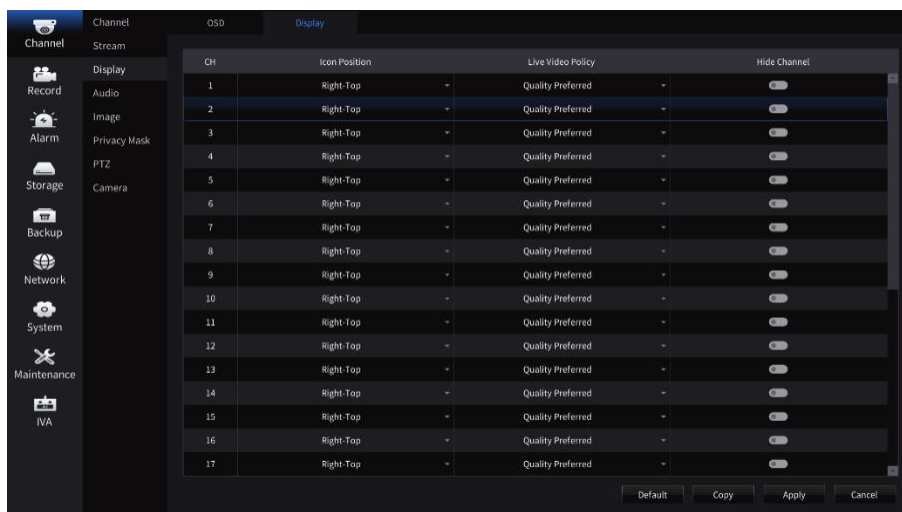 OSD Display
Channel
Record
Alarm
Storage
Backup
Network
System
Maintenance
IVA
Channel
Stream
Display
Audio
Image
Privacy Mask
PTZ
Camera
CH Icon Position Live Video Policy Hide Channel
1 Right-Top Quality Preferred
2 Right-Top Quality Preferred
3 Right-Top Quality Preferred
4 Right-Top Quality Preferred
5 Right-Top Quality Preferred
6 Right-Top Quality Preferred
7 Right-Top Quality Preferred
8 Right-Top Quality Preferred
9 Right-Top Quality Preferred
10 Right-Top Quality Preferred
11 Right-Top Quality Preferred
12 Right-Top Quality Preferred
13 Right-Top Quality Preferred
14 Right-Top Quality Preferred
15 Right-Top Quality Preferred
16 Right-Top Quality Preferred
17 Right-Top Quality Preferred
Default Copy Apply Cancel